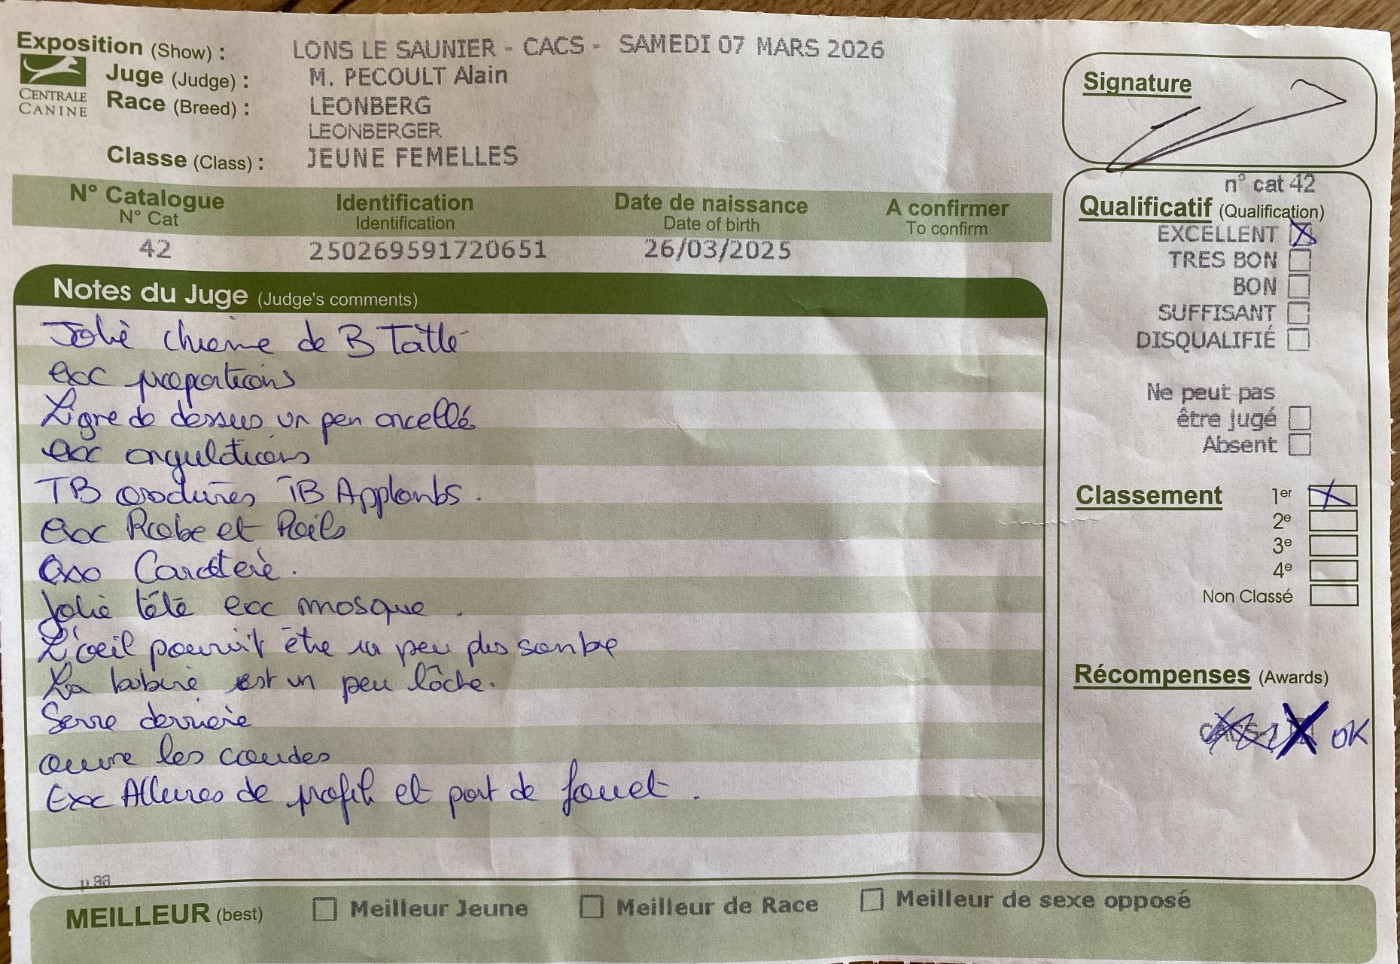 Exposition (Show) : LONS LE SAUNIER - CACS - SAMEDI 07 MARS 2026
CENTRALE CANINE
Juge (Judge) : M. PECOULT Alain
Race (Breed) : LEONBERG
LEONBERGER
Classe (Class) : JEUNE FEMELLES
Signature
N° Catalogue Identification Date de naissance A confirmer
N° Cat Identification Date of birth To confirm
42 250269591720651 26/03/2025
Notes du Juge (Judge's comments)
Jolie chienne de B Taille
exc proportions
Ligne de dessus un peu encellé
exc angulations
TB ossatures TB Applombs.
exc Robe et Poils
exc Caractère.
Jolie tête exc masque.
L'oeil pourrait être un peu plus sombre
La babine est un peu lâche.
Serre derrière
ouvre les coudes
Exc Allures de profil et port de fouet.
n° cat 42
Qualificatif (Qualification)
EXCELLENT
TRES BON
BON
SUFFISANT
DISQUALIFIÉ
Ne peut pas
être jugé
Absent
Classement 1er
2e
3e
4e
Non Classé
Récompenses (Awards)
OK
MEILLEUR (best) Meilleur Jeune Meilleur de Race Meilleur de sexe opposé